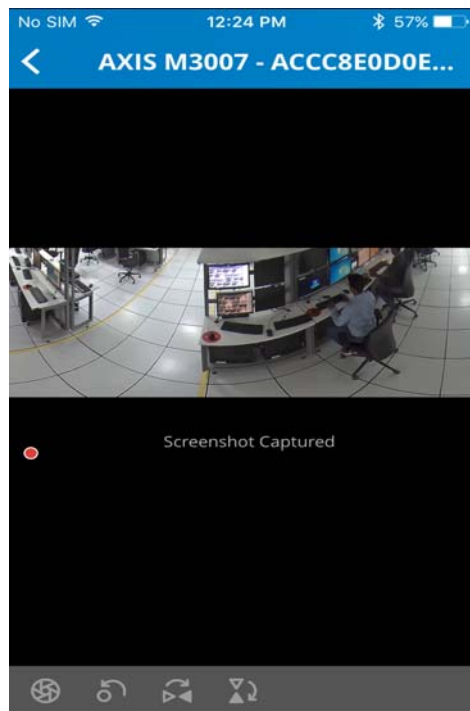 No SIM 12:24 PM 57%
AXIS M3007 - ACCC8E0D0E...
Screenshot Captured